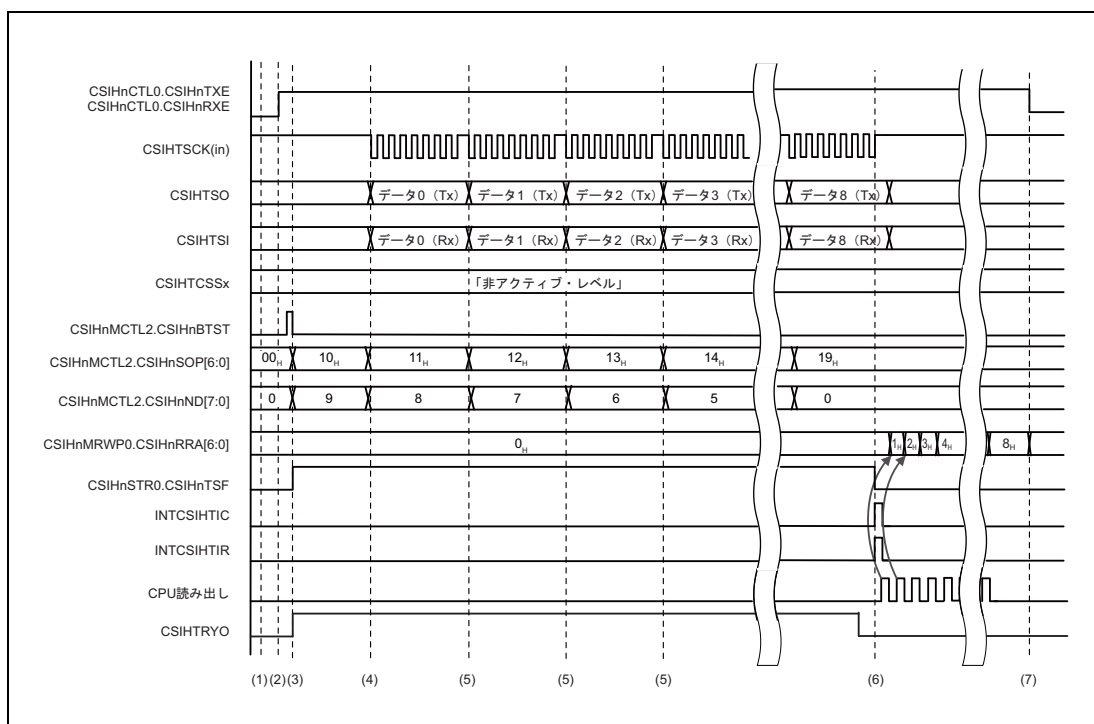 CSIHnCTL0.CSIHnTXE
CSIHnCTL0.CSIHnRXE
CSIHTSCK(in)
CSIHTSO
データ0（Tx） データ1（Tx） データ2（Tx） データ3（Tx） データ8（Tx）
CSIHTSI
データ0（Rx） データ1（Rx） データ2（Rx） データ3（Rx） データ8（Rx）
CSIHTCSSx
「非アクティブ・レベル」
CSIHnMCTL2.CSIHnBTST
CSIHnMCTL2.CSIHnSOP[6:0]
00H 10H 11H 12H 13H 14H 19H
CSIHnMCTL2.CSIHnND[7:0]
0 9 8 7 6 5 0
CSIHnMRWP0.CSIHnRRA[6:0]
0H 1H 2H 3H 4H 8H
CSIHnSTR0.CSIHnTSF
INTCSIHTIC
INTCSIHTIR
CPU読み出し
CSIHTRYO
(1) (2) (3) (4) (5) (5) (5) (5) (6) (7)